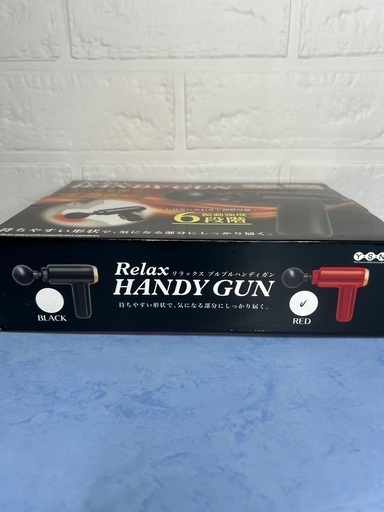 HANDY GUN
6段階
持ちやすい形状で、気になる部分にしっかり届く。
Relax
リラックス ブルブルハンディガン
HANDY GUN
持ちやすい形状で、気になる部分にしっかり届く。
BLACK
RED
Y・S・N